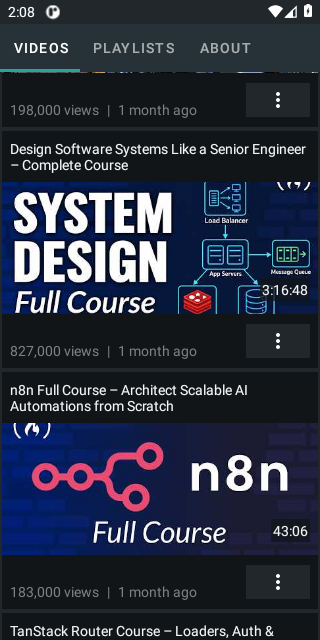 2:08
VIDEOS PLAYLISTS ABOUT
198,000 views | 1 month ago
Design Software Systems Like a Senior Engineer
– Complete Course
SYSTEM
DESIGN
Full Course
Load Balancer
App Servers
Message Queue
3:16:48
827,000 views | 1 month ago
n8n Full Course – Architect Scalable AI
Automations from Scratch
n8n
Full Course
43:06
183,000 views | 1 month ago
TanStack Router Course – Loaders, Auth &